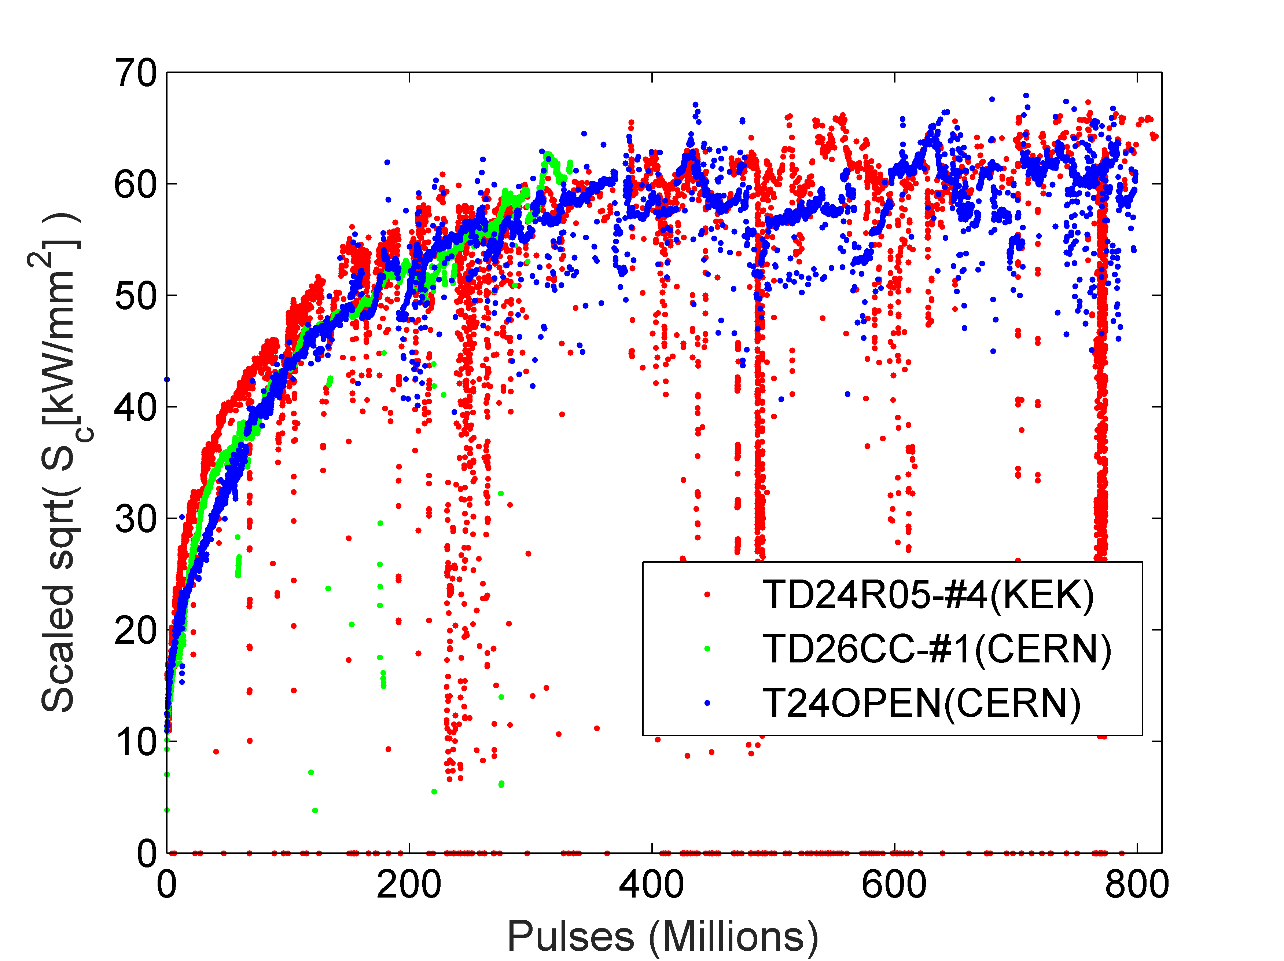 70
60
50
40
30
20
10
0
Scaled sqrt( S_c[kW/mm^2] )
TD24R05-#4(KEK)
TD26CC-#1(CERN)
T24OPEN(CERN)
0 200 400 600 800
Pulses (Millions)